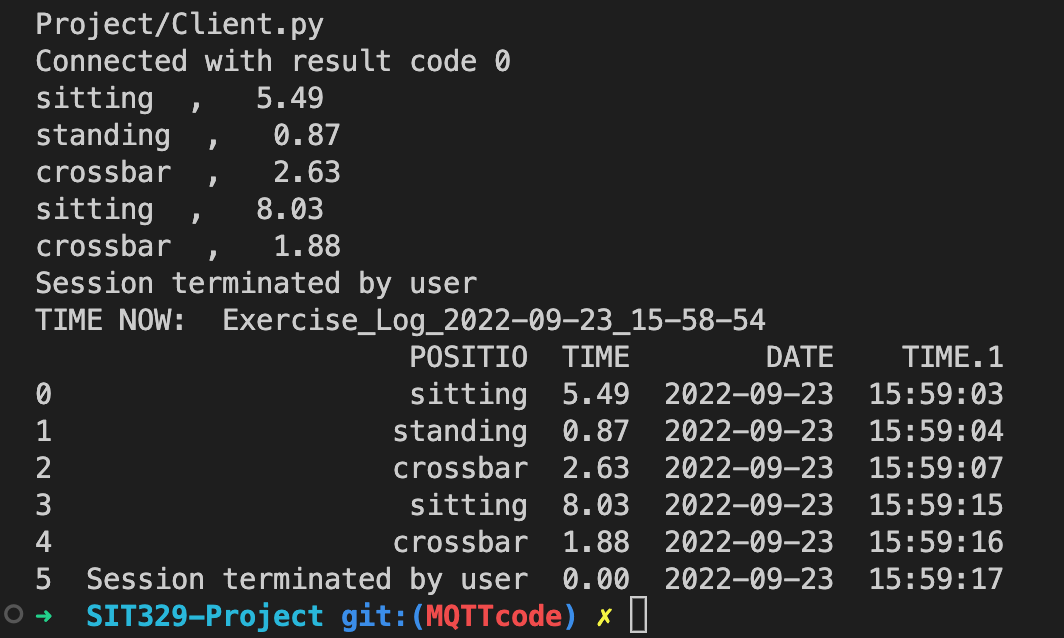 Project/Client.py
Connected with result code 0
sitting  ,   5.49
standing  ,   0.87
crossbar  ,   2.63
sitting  ,   8.03
crossbar  ,   1.88
Session terminated by user
TIME NOW:  Exercise_Log_2022-09-23_15-58-54
                      POSITIO  TIME        DATE    TIME.1
0                     sitting  5.49  2022-09-23  15:59:03
1                    standing  0.87  2022-09-23  15:59:04
2                    crossbar  2.63  2022-09-23  15:59:07
3                     sitting  8.03  2022-09-23  15:59:15
4                    crossbar  1.88  2022-09-23  15:59:16
5  Session terminated by user  0.00  2022-09-23  15:59:17
➜  SIT329-Project git:(MQTTcode) ✗